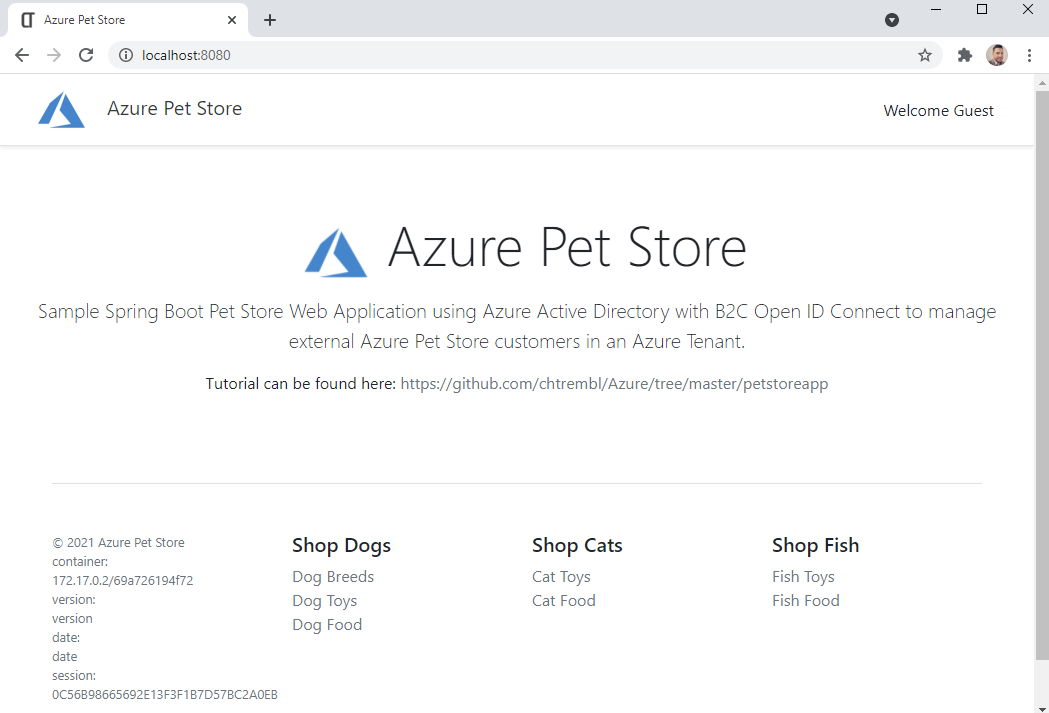 Azure Pet Store
localhost:8080
Azure Pet Store
Welcome Guest
Azure Pet Store
Sample Spring Boot Pet Store Web Application using Azure Active Directory with B2C Open ID Connect to manage
external Azure Pet Store customers in an Azure Tenant.
Tutorial can be found here: https://github.com/chtrembl/Azure/tree/master/petstoreapp
© 2021 Azure Pet Store
container:
172.17.0.2/69a726194f72
version:
version
date:
date
session:
0C56B98665692E13F3F1B7D57BC2A0EB
Shop Dogs
Dog Breeds
Dog Toys
Dog Food
Shop Cats
Cat Toys
Cat Food
Shop Fish
Fish Toys
Fish Food